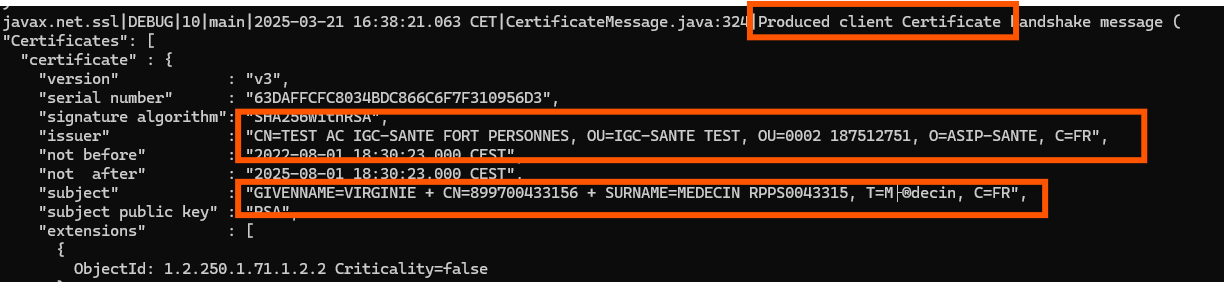 javax.net.ssl|DEBUG|10|main|2025-03-21 16:38:21.063 CET|CertificateMessage.java:324|Produced client Certificate handshake message (
"Certificates": [
  "certificate" : {
    "version"            : "v3",
    "serial number"      : "63DAFFCFC8034BDC866C6F7F310956D3",
    "signature algorithm": "SHA256withRSA",
    "issuer"             : "CN=TEST AC IGC-SANTE FORT PERSONNES, OU=IGC-SANTE TEST, OU=0002 187512751, O=ASIP-SANTE, C=FR",
    "not before"         : "2022-08-01 18:30:23.000 CEST",
    "not  after"         : "2025-08-01 18:30:23.000 CEST",
    "subject"            : "GIVENNAME=VIRGINIE + CN=899700433156 + SURNAME=MEDECIN RPPS0043315, T=M├®decin, C=FR",
    "subject public key" : "RSA",
    "extensions"         : [
      {
        ObjectId: 1.2.250.1.71.1.2.2 Criticality=false